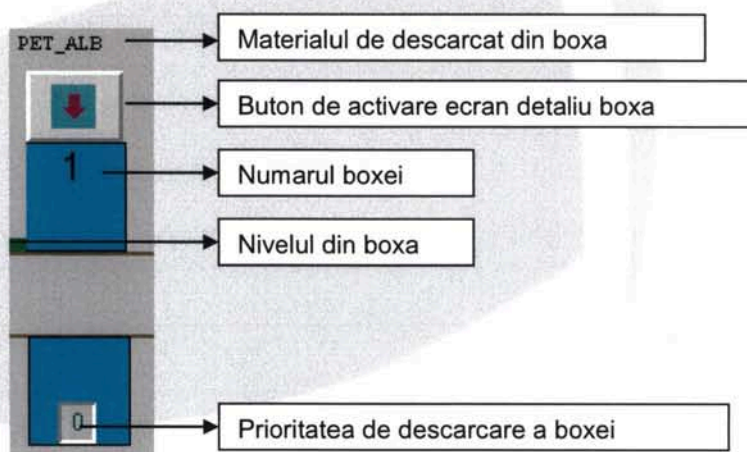 PET_ALB
Materialul de descarcat din boxa
Buton de activare ecran detaliu boxa
1
Numarul boxei
Nivelul din boxa
0
Prioritatea de descarcare a boxei